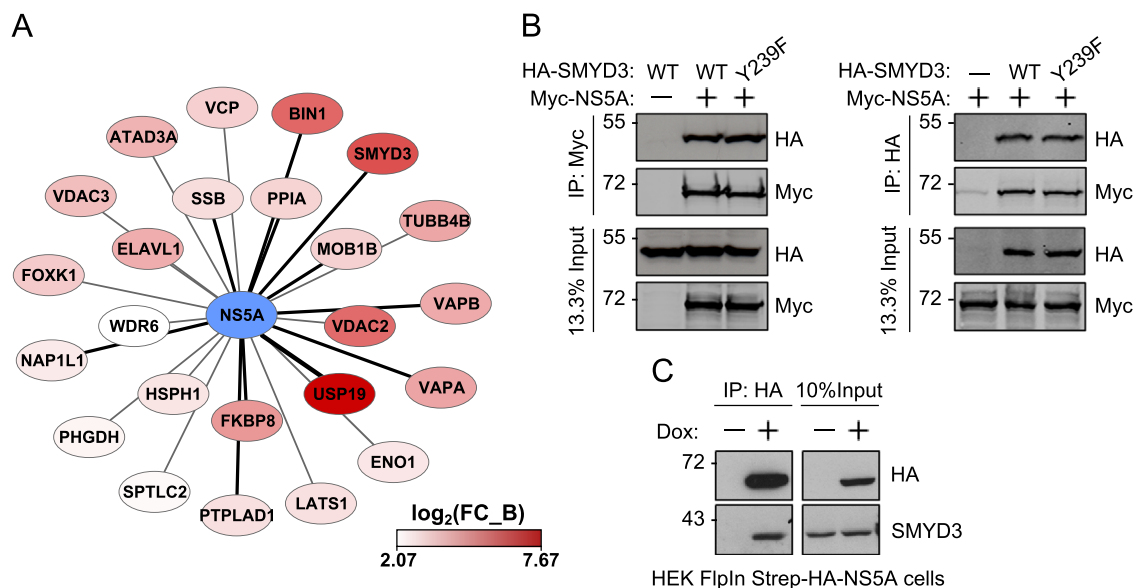 A
VCP
BIN1
ATAD3A
SMYD3
VDAC3
SSB
PPIA
TUBB4B
ELAVL1
MOB1B
FOXK1
NS5A
VAPB
WDR6
VDAC2
NAP1L1
HSPH1
USP19
VAPA
FKBP8
PHGDH
ENO1
SPTLC2
PTPLAD1
LATS1
log₂(FC_B)
2.07 7.67
B
HA-SMYD3: WT WT Y239F
Myc-NS5A: — + +
IP: Myc
55 HA
72 Myc
13.3% Input
55 HA
72 Myc
HA-SMYD3: — WT Y239F
Myc-NS5A: + + +
IP: HA
55 HA
72 Myc
13.3% Input
55 HA
72 Myc
C
IP: HA 10%Input
Dox: — + — +
72 HA
43 SMYD3
HEK FlpIn Strep-HA-NS5A cells